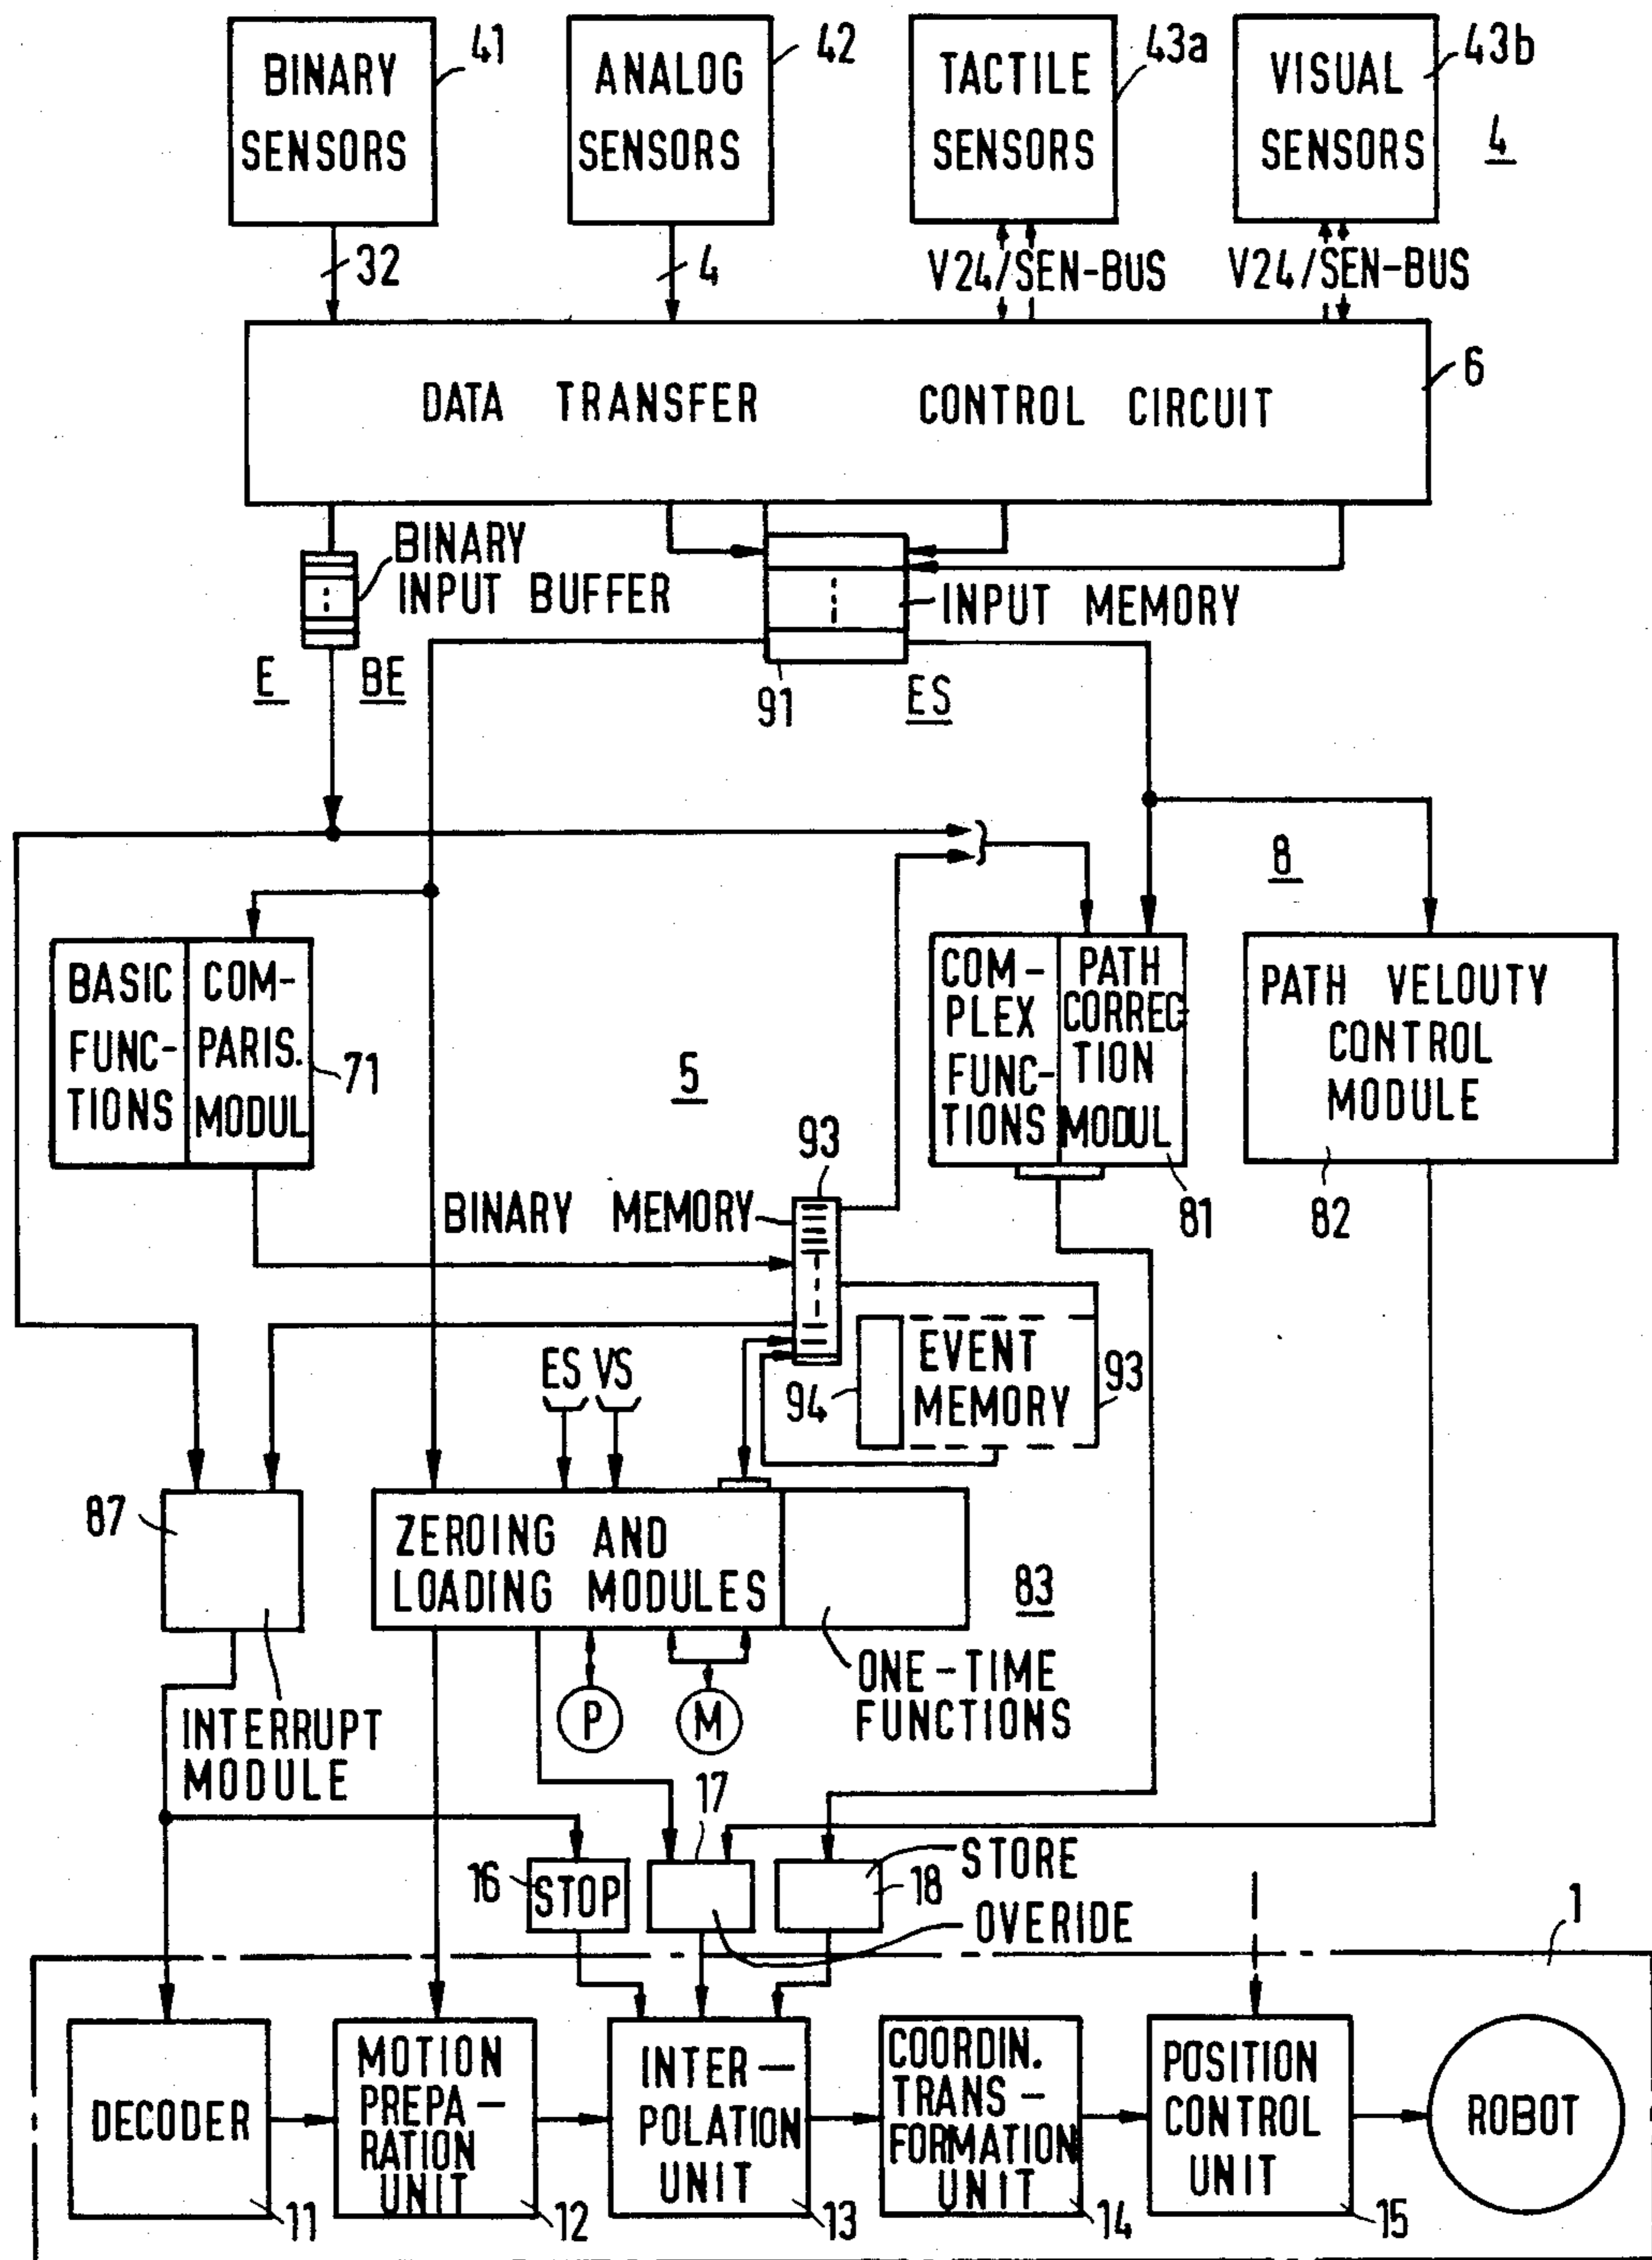 41
42
43a
43b
BINARY
SENSORS
ANALOG
SENSORS
TACTILE
SENSORS
VISUAL
SENSORS
4
32
4
V24/SEN-BUS
V24/SEN-BUS
6
DATA TRANSFER CONTROL CIRCUIT
BINARY
INPUT BUFFER
INPUT MEMORY
E
BE
91
ES
8
BASIC
FUNC-
TIONS
COM-
PARIS.
MODUL
71
5
COM-
PLEX
FUNC-
TIONS
PATH
CORREC-
TION
MODUL
81
PATH VELOUTY
CONTROL
MODULE
82
93
BINARY MEMORY
ES VS
94
EVENT
MEMORY
93
87
ZEROING AND
LOADING MODULES
83
ONE-TIME
FUNCTIONS
INTERRUPT
MODULE
P
M
17
16
STOP
STORE
18
OVERIDE
1
DECODER
11
MOTION
PREPA-
RATION
UNIT
12
INTER-
POLATION
UNIT
13
COORDIN.
TRANS-
FORMATION
UNIT
14
POSITION
CONTROL
UNIT
15
ROBOT